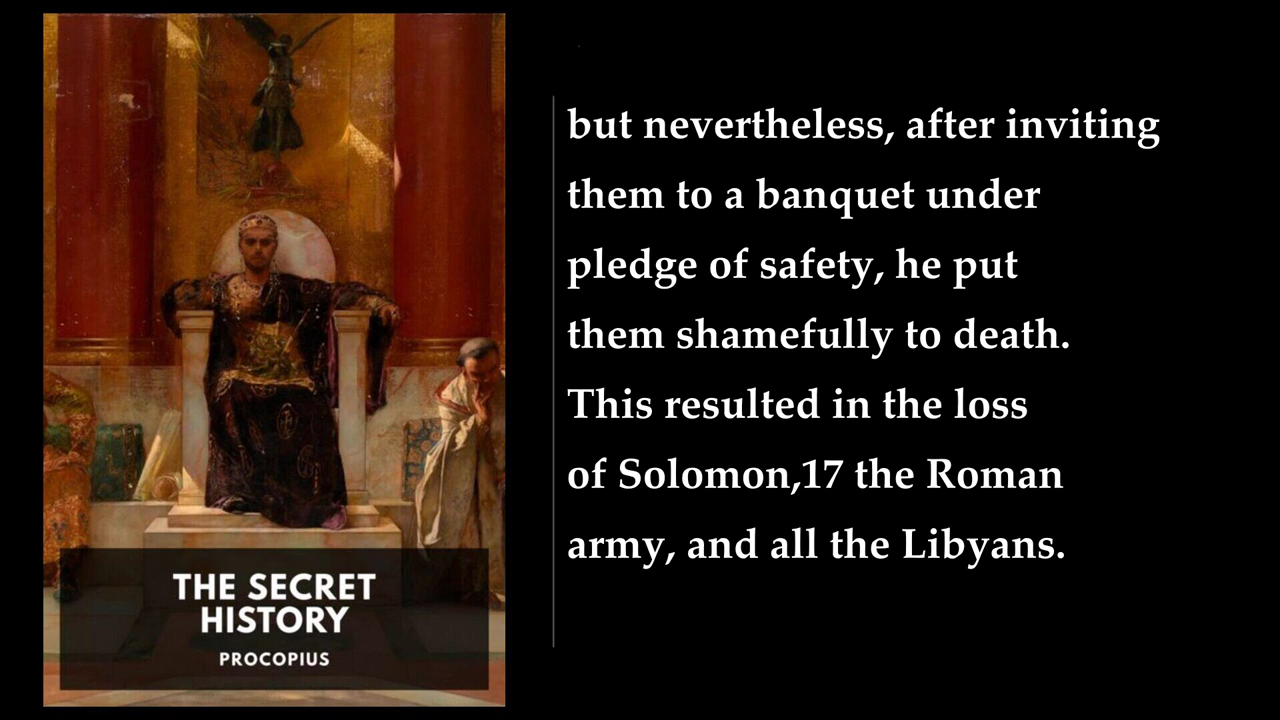 THE SECRET
HISTORY
PROCOPIUS
but nevertheless, after inviting
them to a banquet under
pledge of safety, he put
them shamefully to death.
This resulted in the loss
of Solomon,17 the Roman
army, and all the Libyans.